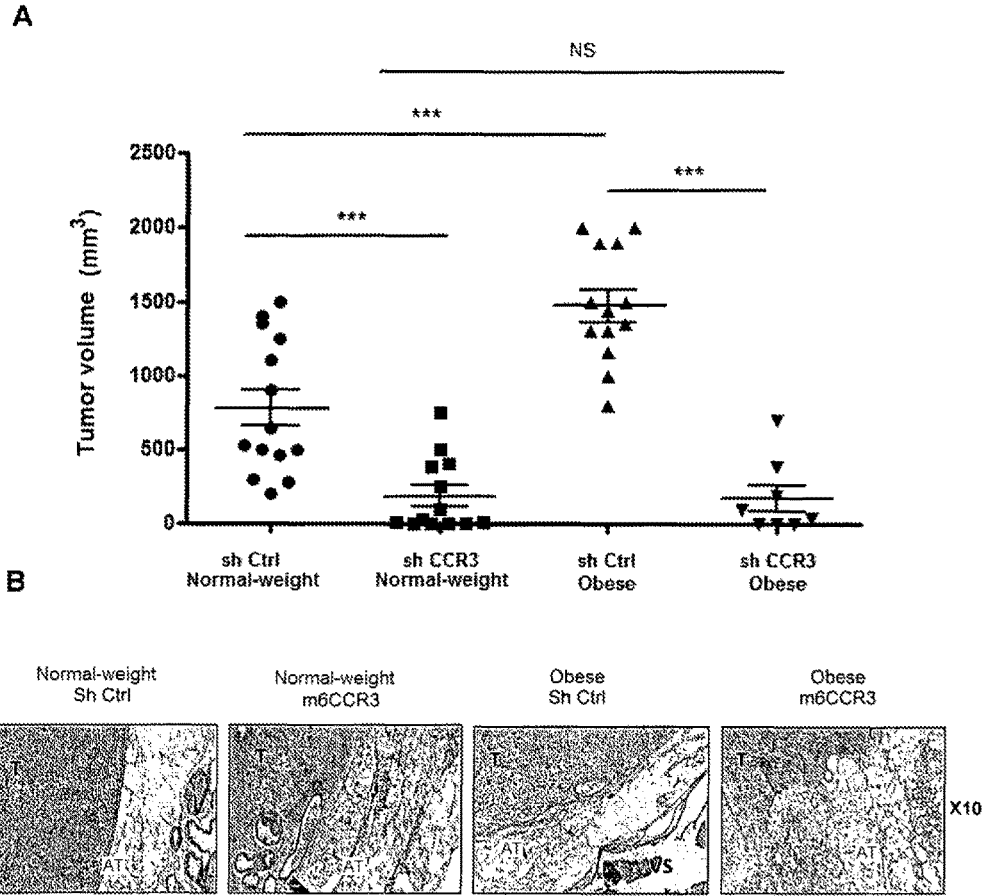 A
NS
***
***
***
2500
2000
1500
1000
500
0
Tumor volume (mm3)
sh Ctrl
Normal-weight
sh CCR3
Normal-weight
sh Ctrl
Obese
sh CCR3
Obese
B
Normal-weight
Sh Ctrl
Normal-weight
m6CCR3
Obese
Sh Ctrl
Obese
m6CCR3
T
AT
T
AT
T
AT
VS
T
AT
X10